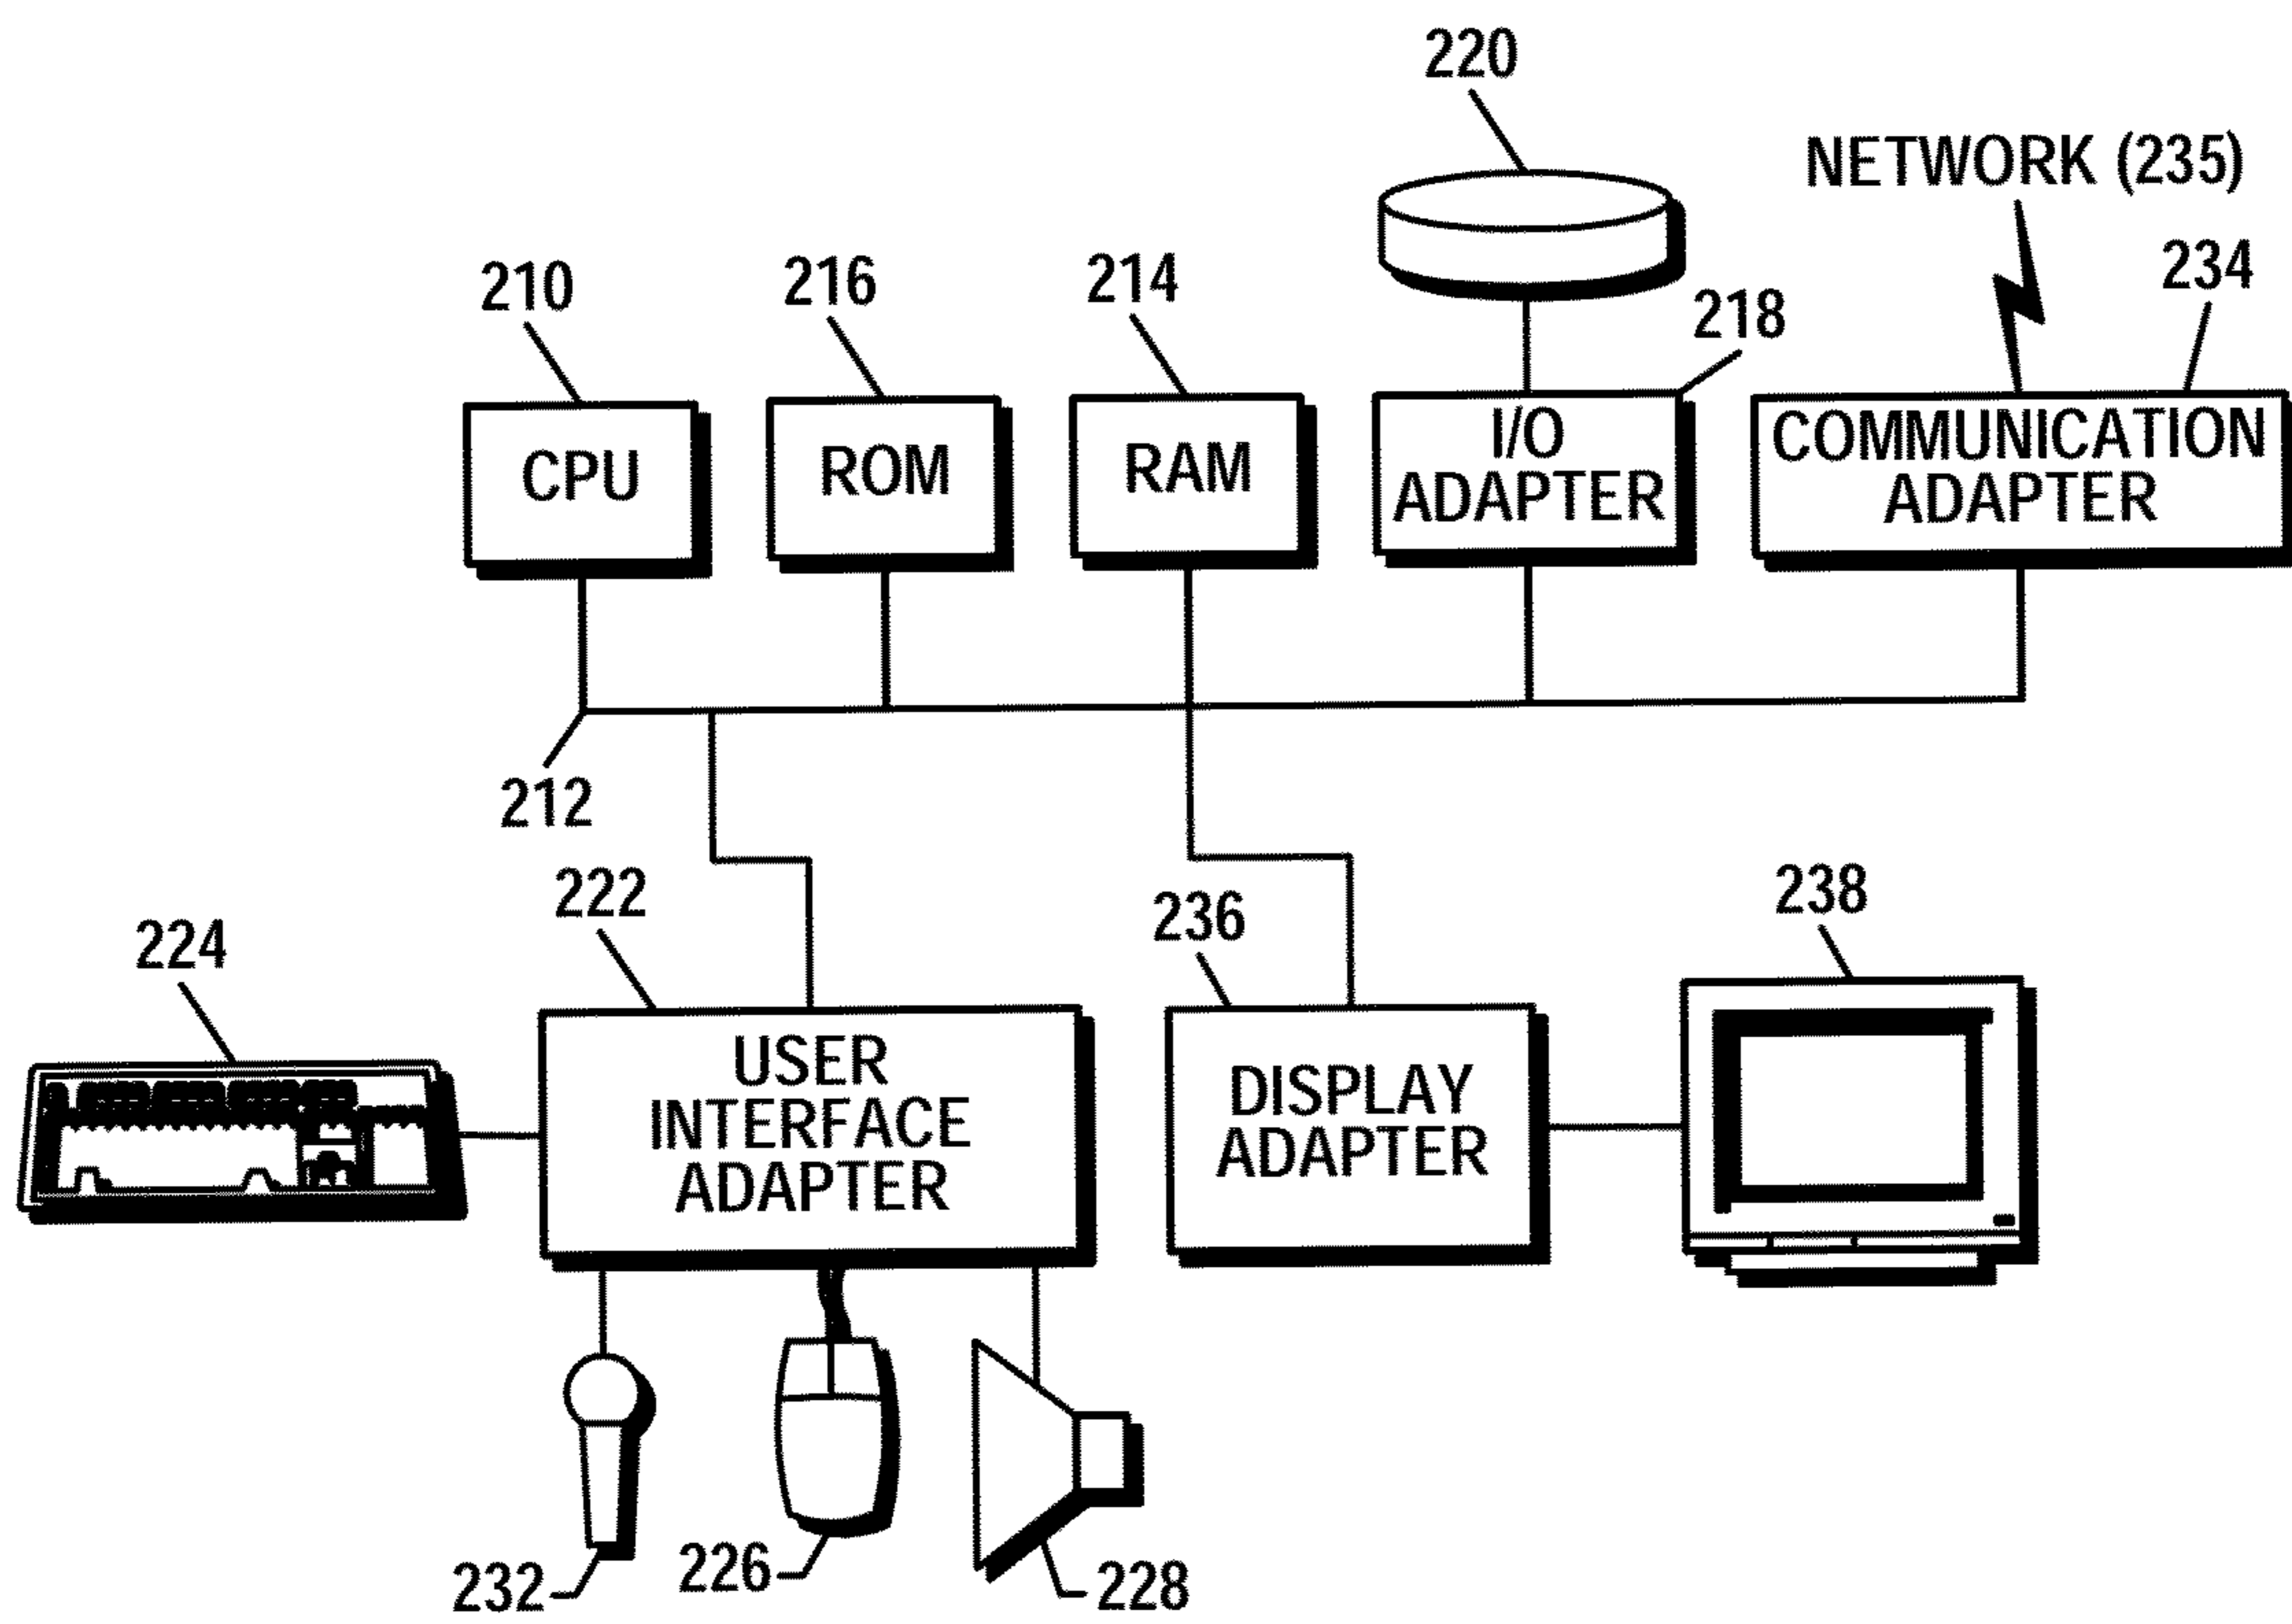 220
NETWORK (235)
210
216
214
218
234
CPU
ROM
RAM
I/O
ADAPTER
COMMUNICATION
ADAPTER
212
222
236
238
224
USER
INTERFACE
ADAPTER
DISPLAY
ADAPTER
232
226
228